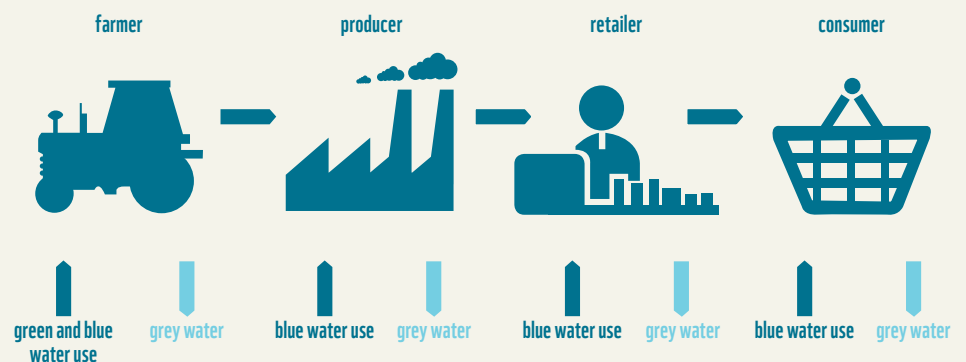 farmer
producer
retailer
consumer
green and blue
water use
grey water
blue water use
grey water
blue water use
grey water
blue water use
grey water